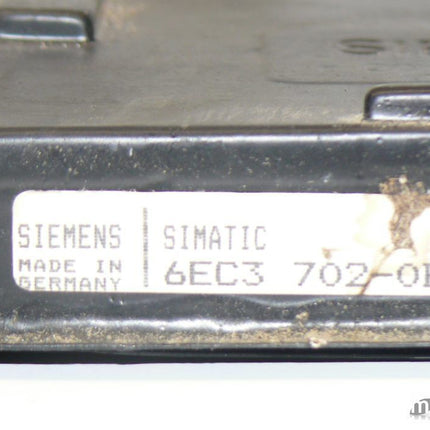 SIEMENS
MADE IN
GERMANY
SIMATIC
6EC3 702-0